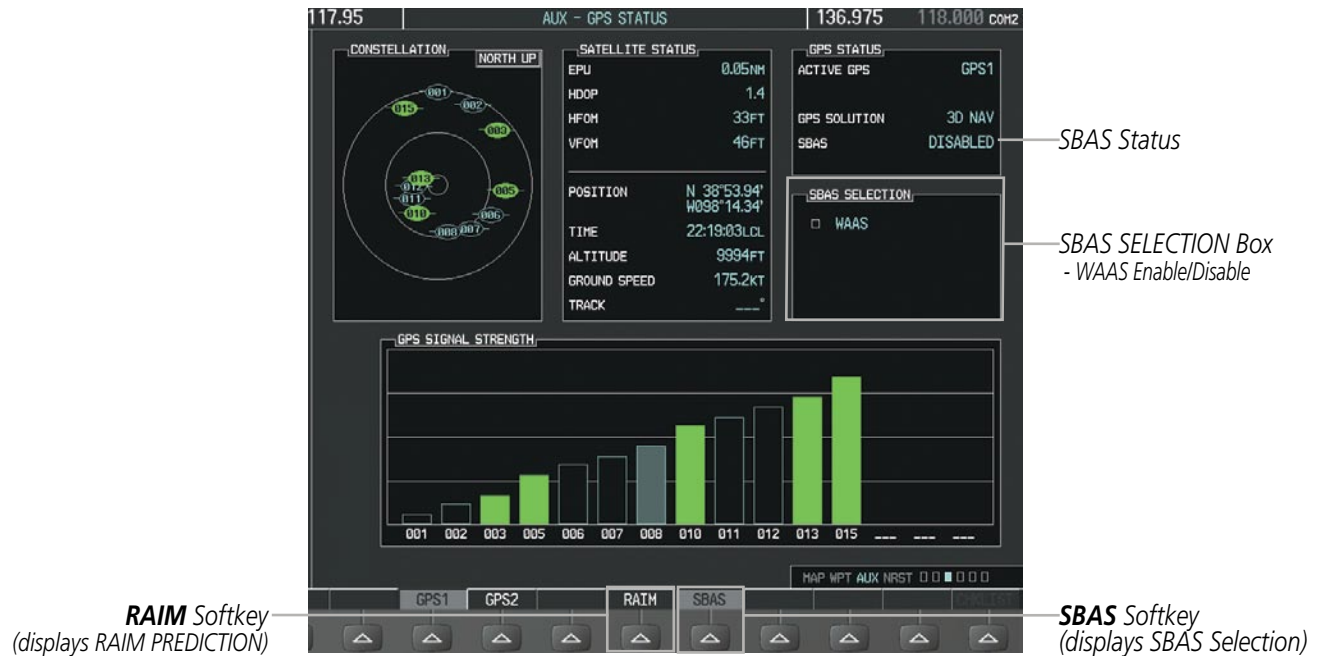 117.95 AUX - GPS STATUS 136.975 118.000 COM2
CONSTELLATION
NORTH UP
001
015
002
003
013
012
011
005
010
006
008
007
SATELLITE STATUS
EPU 0.05NM
HDOP 1.4
HFOM 33FT
VFOM 46FT
POSITION N 38°53.94'
W098°14.34'
TIME 22:19:03LCL
ALTITUDE 9994FT
GROUND SPEED 175.2KT
TRACK ___°
GPS STATUS
ACTIVE GPS GPS1
GPS SOLUTION 3D NAV
SBAS DISABLED
SBAS Status
SBAS SELECTION
WAAS
SBAS SELECTION Box
- WAAS Enable/Disable
GPS SIGNAL STRENGTH
001 002 003 005 006 007 008 010 011 012 013 015 ___ ___ ___
MAP WPT AUX NRST
GPS1 GPS2 RAIM SBAS CHKLIST
RAIM Softkey
(displays RAIM PREDICTION)
SBAS Softkey
(displays SBAS Selection)